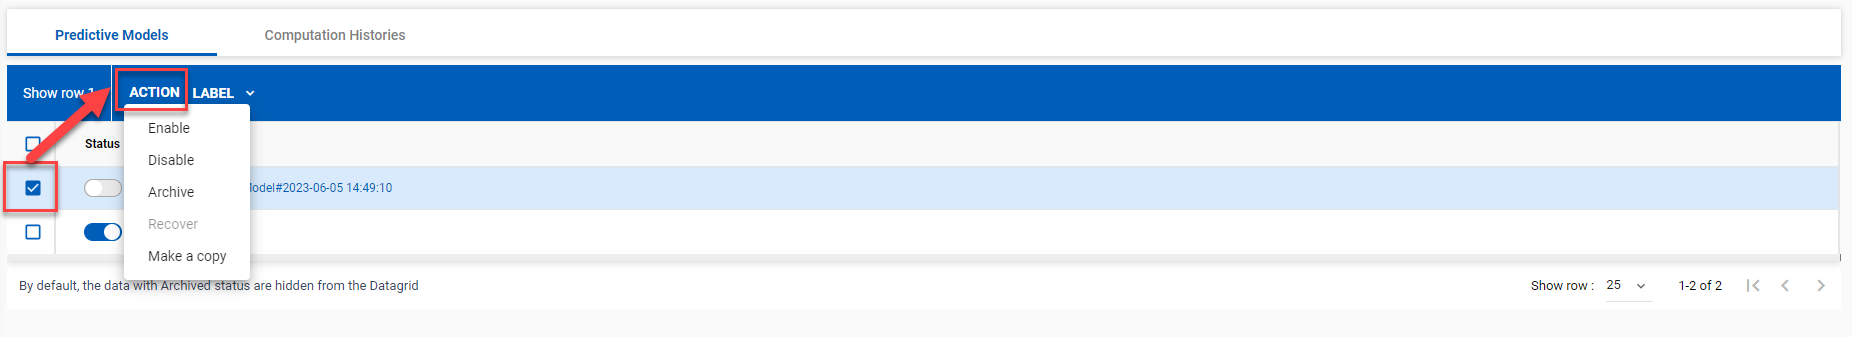 Predictive Models Computation Histories
Show row 1 ACTION LABEL
Enable
Status
Disable
odel#2023-06-05 14:49:10
Archive
Recover
Make a copy
By default, the data with Archived status are hidden from the Datagrid
Show row : 25 1-2 of 2